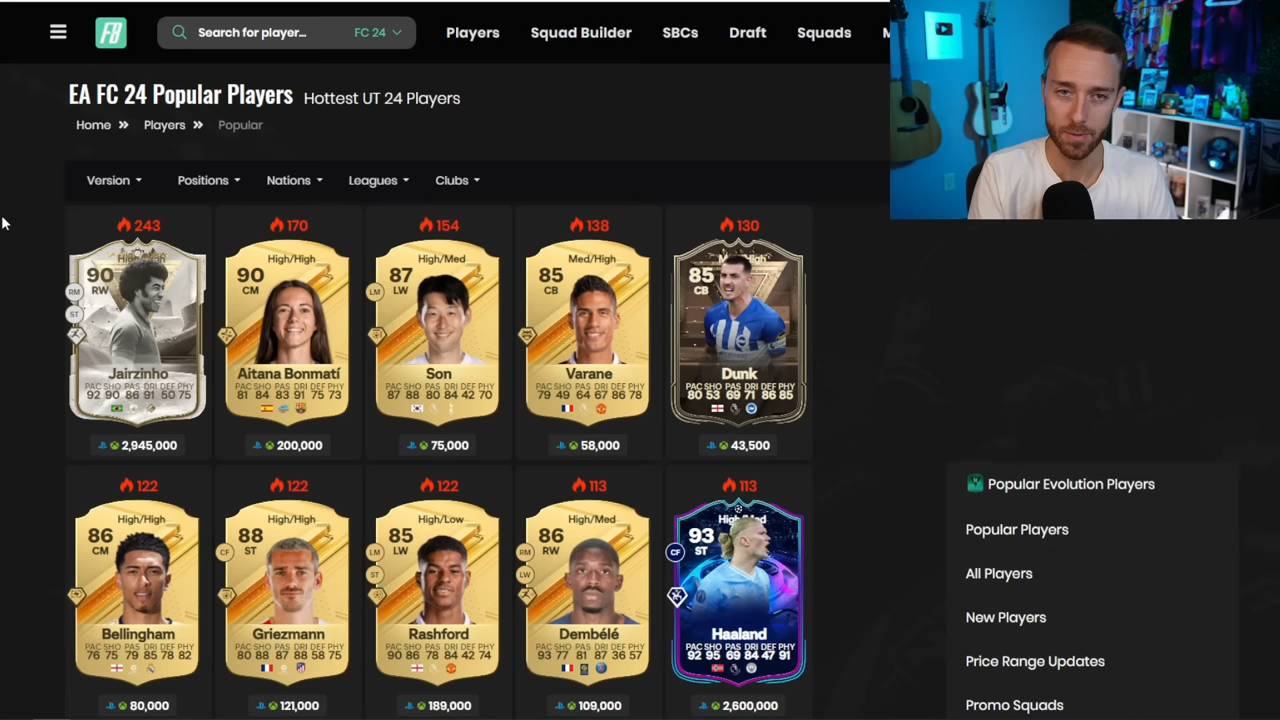 FB
Search for player...
FC 24
Players
Squad Builder
SBCs
Draft
Squads
EA FC 24 Popular Players
Hottest UT 24 Players
Home » Players » Popular
Version
Positions
Nations
Leagues
Clubs
243
170
154
138
130
High/High
High/Med
Med/High
90
RW
RM
ST
90
CM
87
LW
LM
85
CB
85
CB
Jairzinho
Aitana Bonmatí
Son
Varane
Dunk
PAC SHO PAS DRI DEF PHY
92 90 86 91 50 75
PAC SHO PAS DRI DEF PHY
81 84 83 91 75 73
PAC SHO PAS DRI DEF PHY
87 88 80 84 42 70
PAC SHO PAS DRI DEF PHY
79 49 64 67 86 78
PAC SHO PAS DRI DEF PHY
80 53 69 71 86 85
2,945,000
200,000
75,000
58,000
43,500
122
122
122
113
113
High/High
High/High
High/Low
High/Med
86
CM
88
ST
CF
85
LW
LM
ST
86
RW
RM
LW
93
ST
CF
Bellingham
Griezmann
Rashford
Dembélé
Haaland
PAC SHO PAS DRI DEF PHY
76 75 79 85 78 82
PAC SHO PAS DRI DEF PHY
80 88 87 88 58 75
PAC SHO PAS DRI DEF PHY
90 86 78 84 42 74
PAC SHO PAS DRI DEF PHY
93 77 81 87 36 57
PAC SHO PAS DRI DEF PHY
92 95 69 84 47 91
80,000
121,000
189,000
109,000
2,600,000
Popular Evolution Players
Popular Players
All Players
New Players
Price Range Updates
Promo Squads